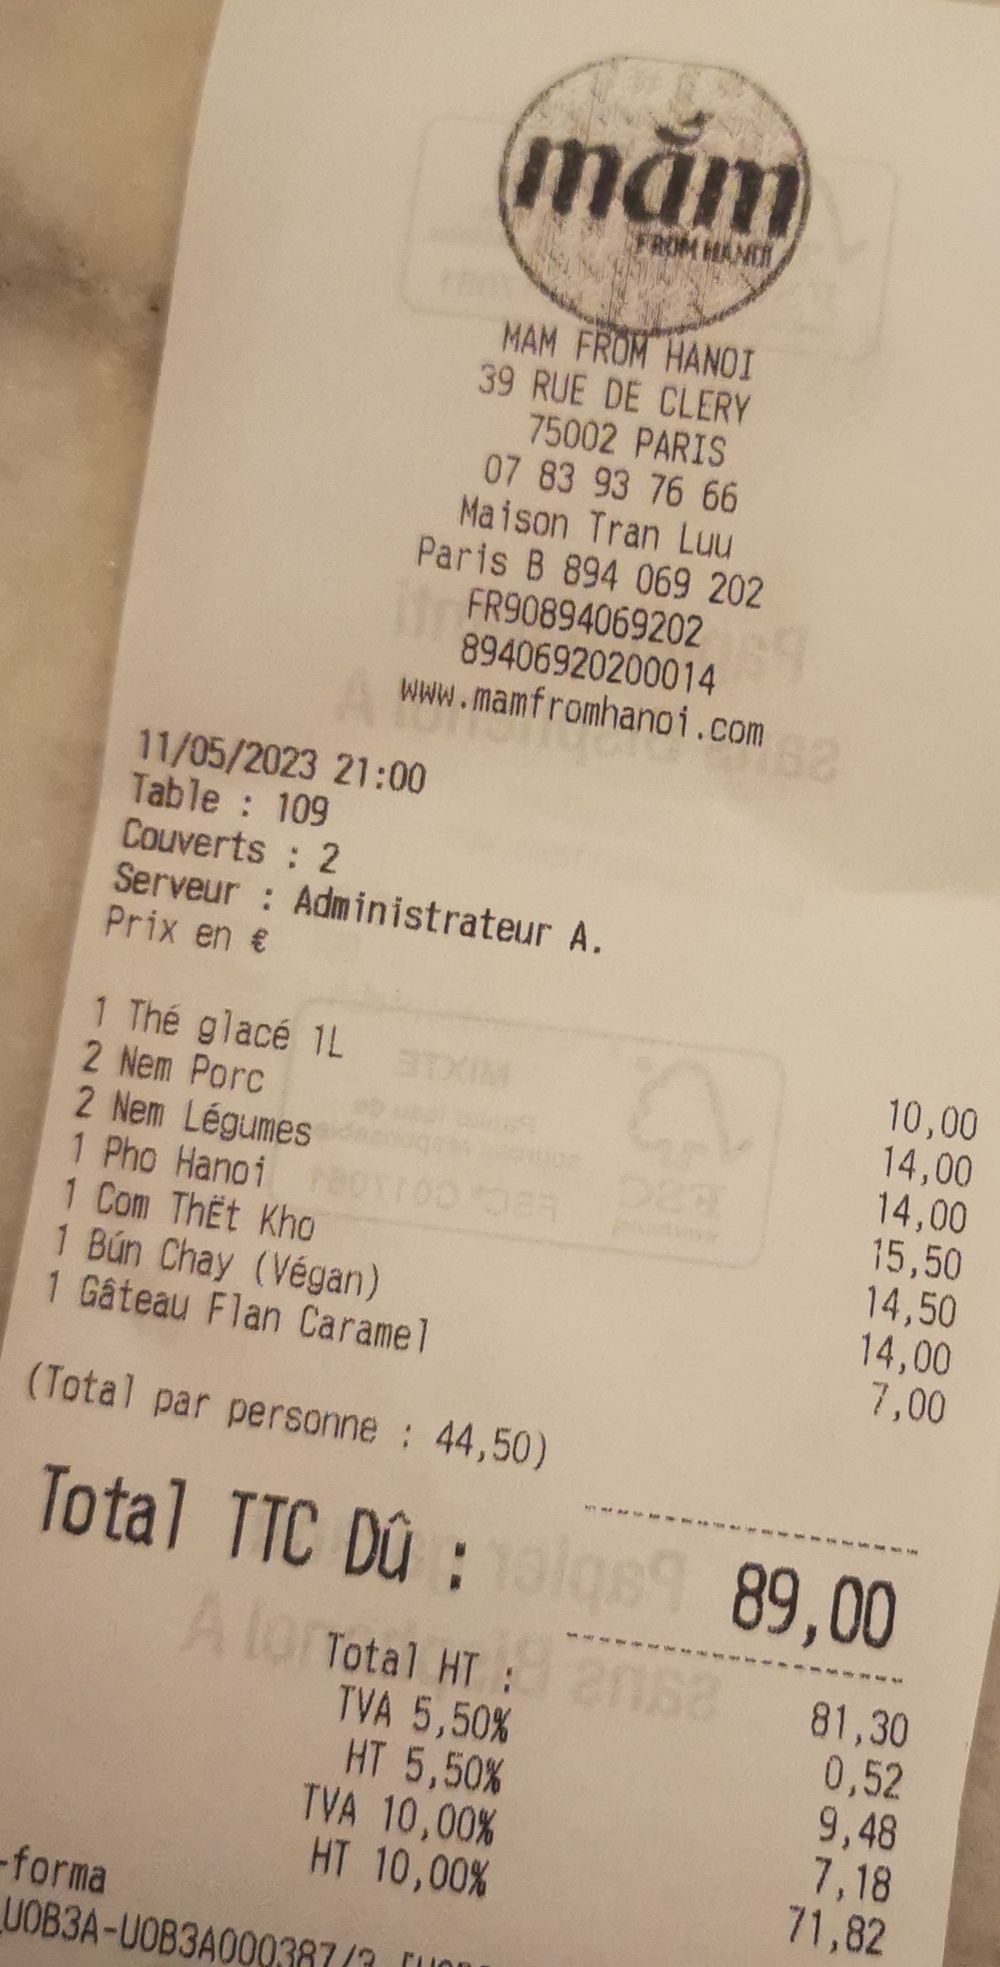 măm
FROM HANOI
MAM FROM HANOI
39 RUE DE CLERY
75002 PARIS
07 83 93 76 66
Maison Tran Luu
Paris B 894 069 202
FR90894069202
89406920200014
www.mamfromhanoi.com
11/05/2023 21:00
Table : 109
Couverts : 2
Serveur : Administrateur A.
Prix en €
1 Thé glacé 1L 10,00
2 Nem Porc 14,00
2 Nem Légumes 14,00
1 Pho Hanoi 15,50
1 Com ThËt Kho 14,50
1 Bún Chay (Végan) 14,00
1 Gâteau Flan Caramel 7,00
(Total par personne : 44,50)
Total TTC Dû : 89,00
Total HT : 81,30
TVA 5,50% 0,52
HT 5,50% 9,48
TVA 10,00% 7,18
HT 10,00% 71,82
-forma
U0B3A-U0B3A000387/3